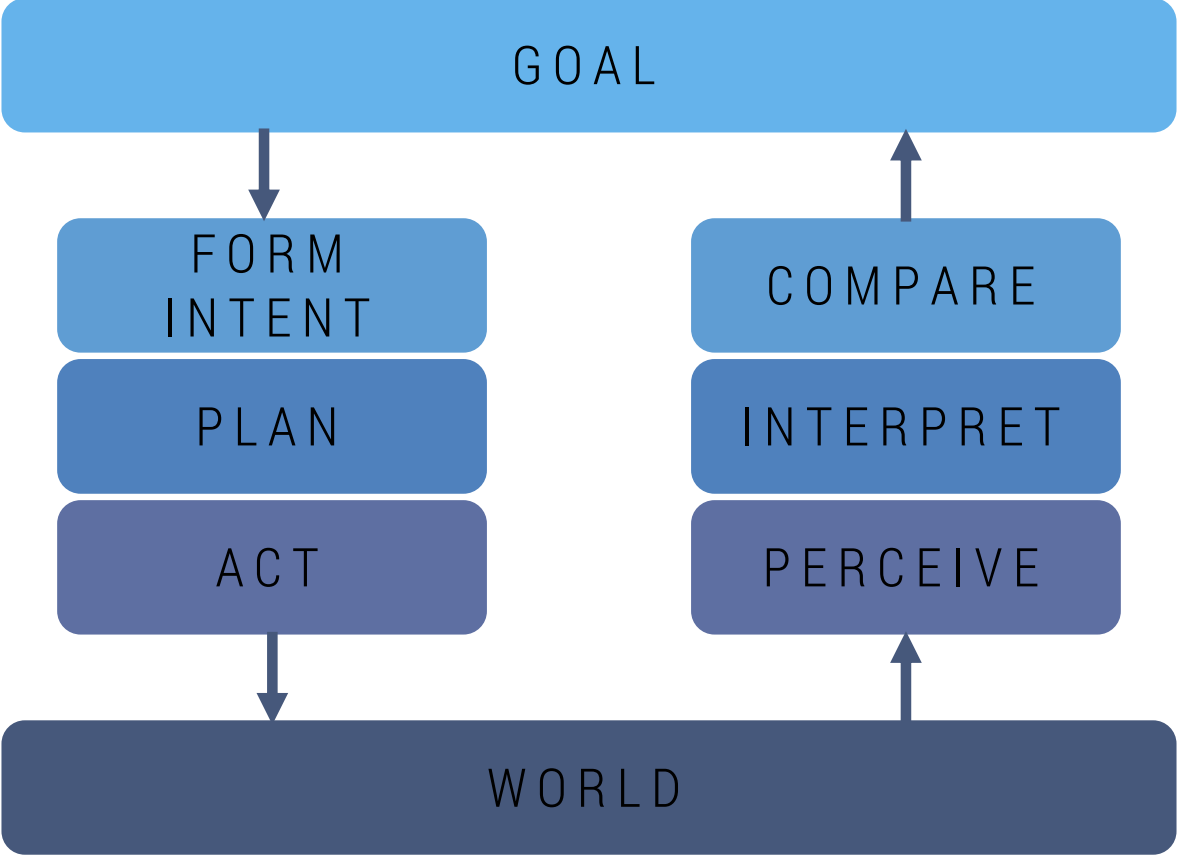 GOAL
FORM
INTENT
COMPARE
PLAN
INTERPRET
ACT
PERCEIVE
WORLD